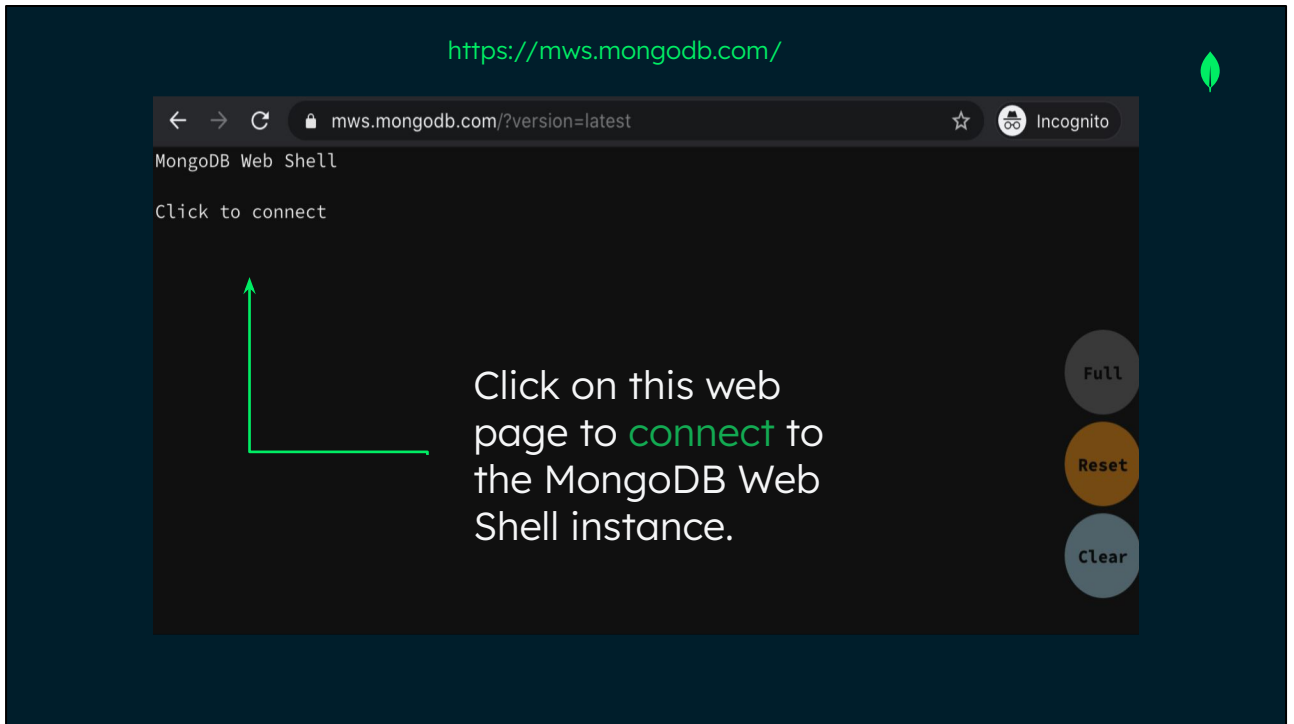 https://mws.mongodb.com/
mws.mongodb.com/?version=latest
Incognito
MongoDB Web Shell
Click to connect
Click on this web
page to connect to
the MongoDB Web
Shell instance.
Full
Reset
Clear